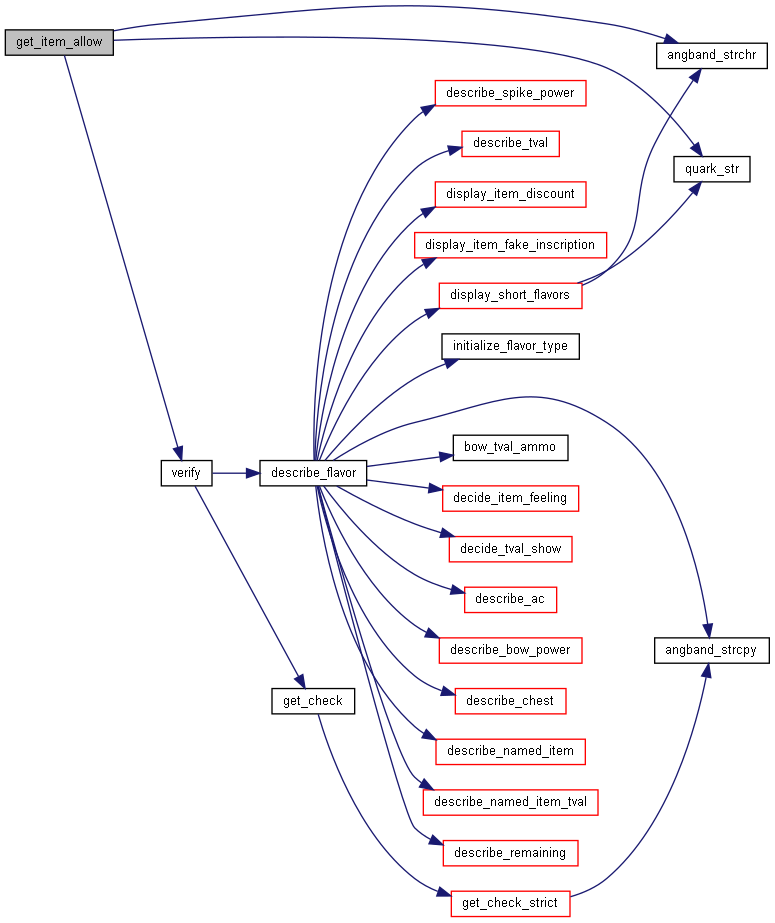 get_item_allow
angband_strchr
describe_spike_power
describe_tval
quark_str
display_item_discount
display_item_fake_inscription
display_short_flavors
initialize_flavor_type
bow_tval_ammo
verify
describe_flavor
decide_item_feeling
decide_tval_show
describe_ac
describe_bow_power
angband_strcpy
get_check
describe_chest
describe_named_item
describe_named_item_tval
describe_remaining
get_check_strict